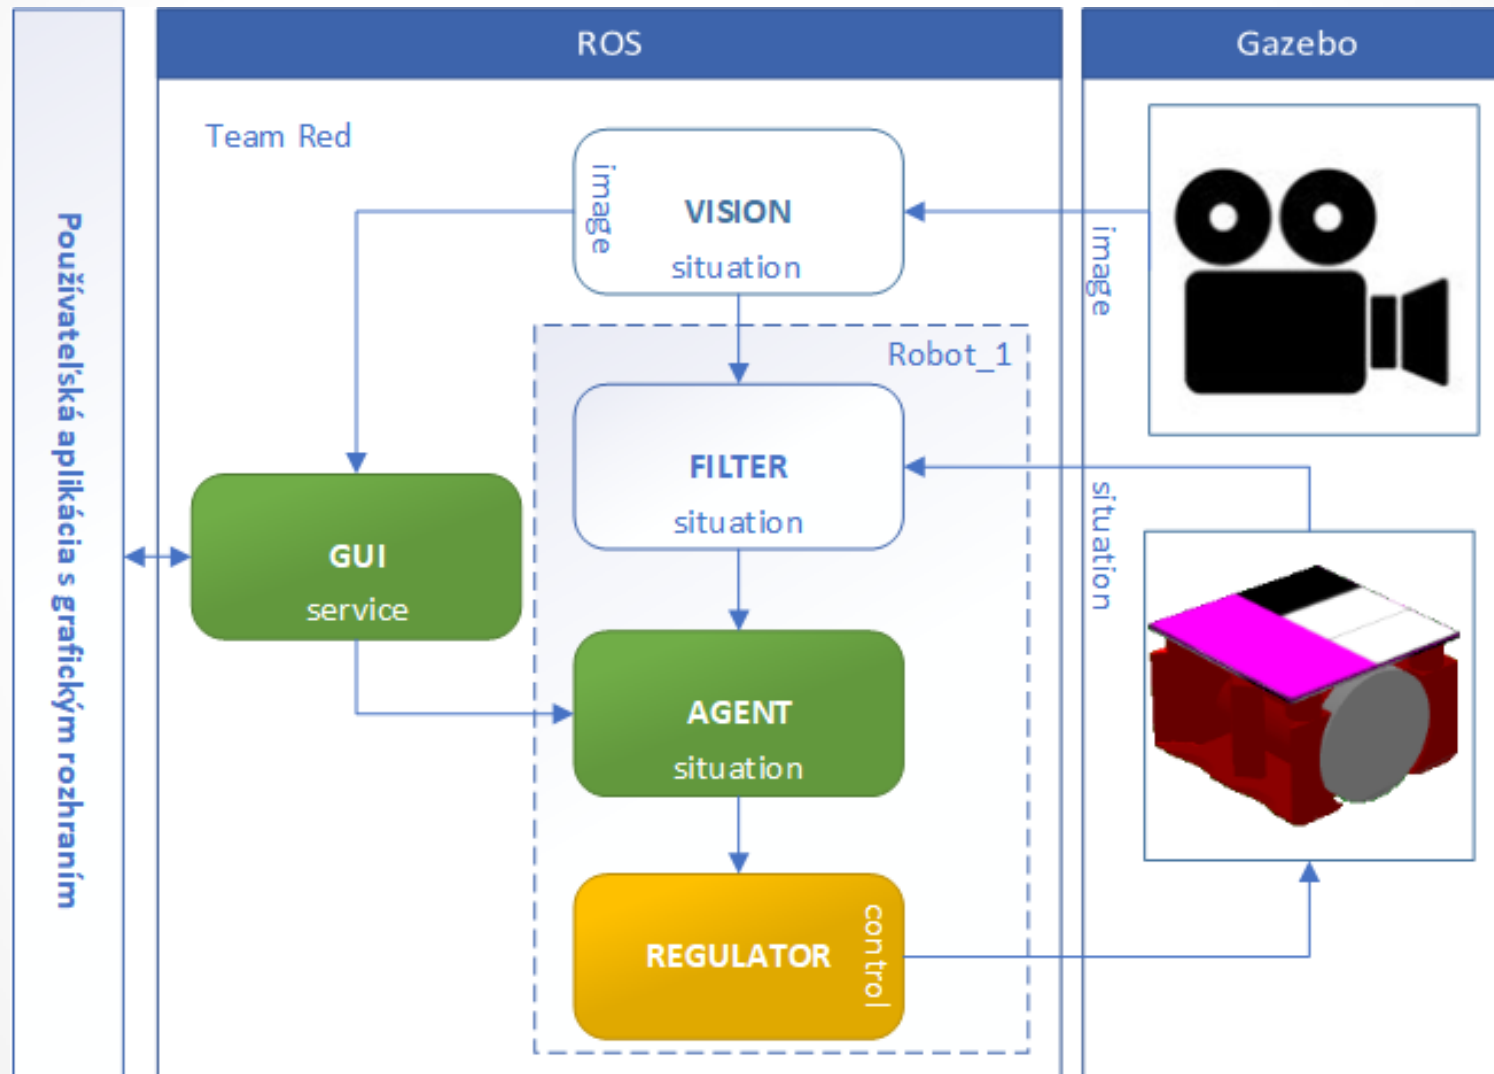 ROS
Gazebo
Používateľská aplikácia s grafickým rozhraním
Team Red
image
VISION
situation
image
Robot_1
FILTER
situation
situation
GUI
service
AGENT
situation
REGULATOR
control